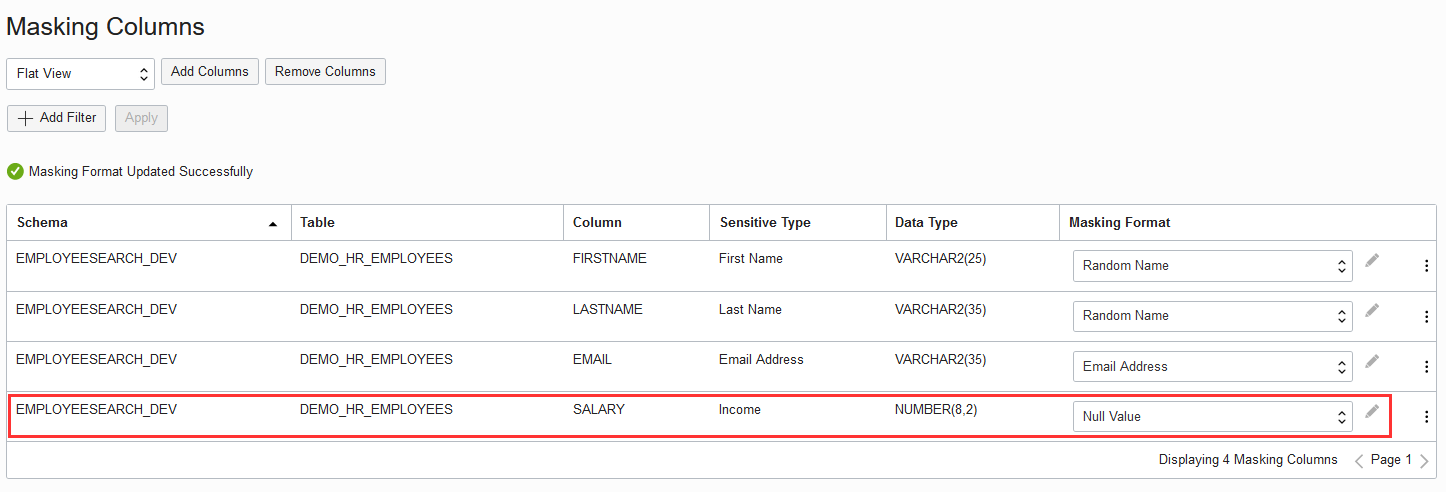 Masking Columns
Flat View Add Columns Remove Columns
Add Filter Apply
Masking Format Updated Successfully
Schema Table Column Sensitive Type Data Type Masking Format
EMPLOYEESEARCH_DEV DEMO_HR_EMPLOYEES FIRSTNAME First Name VARCHAR2(25) Random Name
EMPLOYEESEARCH_DEV DEMO_HR_EMPLOYEES LASTNAME Last Name VARCHAR2(35) Random Name
EMPLOYEESEARCH_DEV DEMO_HR_EMPLOYEES EMAIL Email Address VARCHAR2(35) Email Address
EMPLOYEESEARCH_DEV DEMO_HR_EMPLOYEES SALARY Income NUMBER(8,2) Null Value
Displaying 4 Masking Columns Page 1